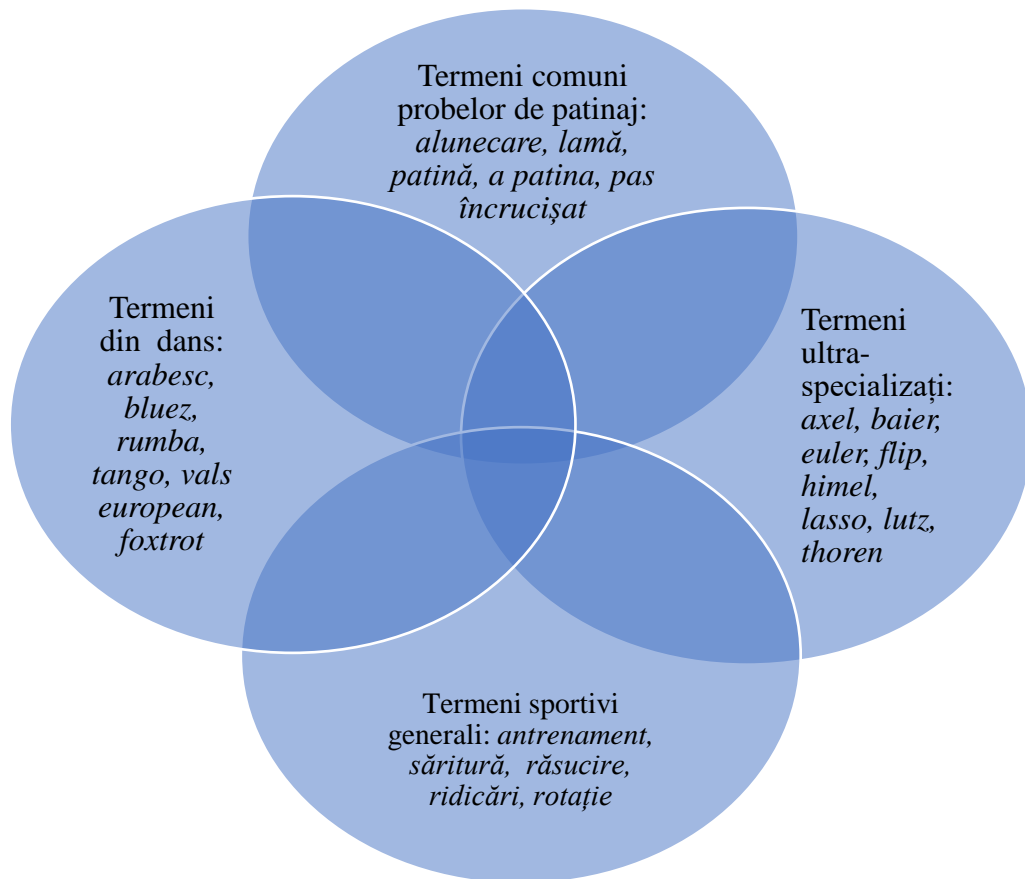 Termeni comuni
probelor de patinaj:
alunecare, lamă,
patină, a patina, pas
încrucișat
Termeni
din dans:
arabesc,
bluez,
rumba,
tango, vals
european,
foxtrot
Termeni
ultra-
specializați:
axel, baier,
euler, flip,
himel,
lasso, lutz,
thoren
Termeni sportivi
generali: antrenament,
săritură, răsucire,
ridicări, rotație